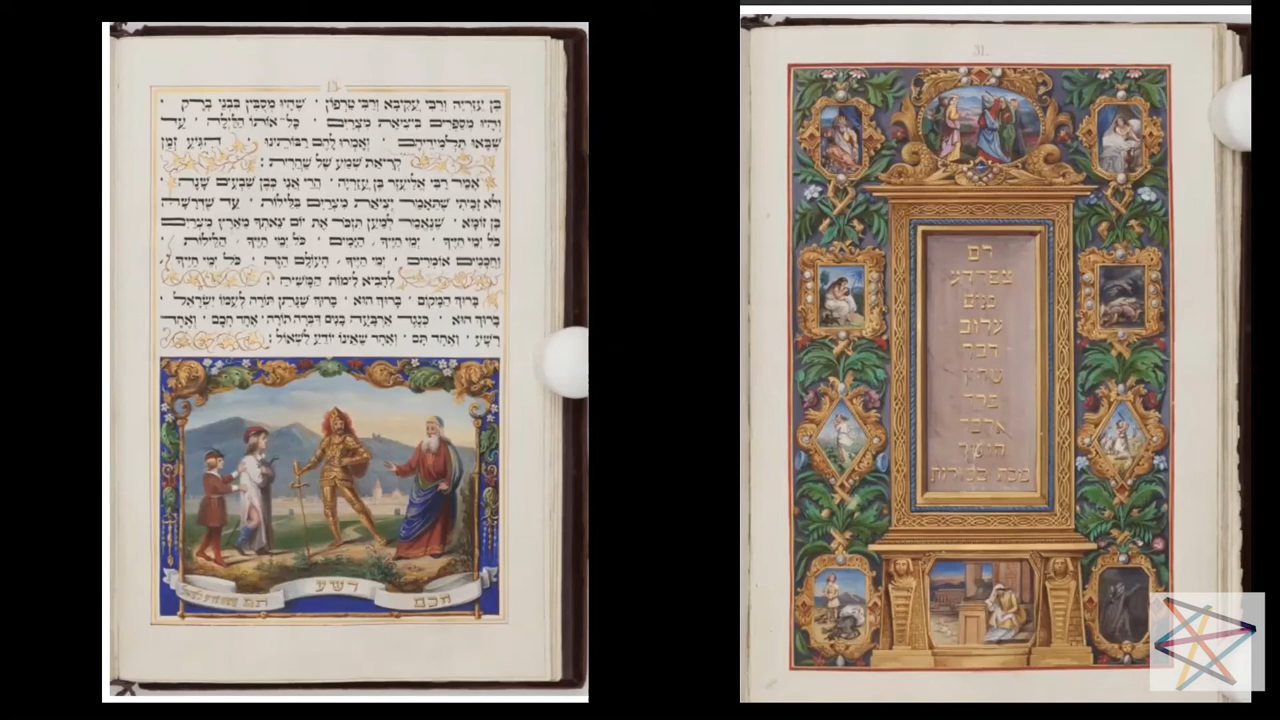 13.
בן עזריה ורבי עקיבא ורבי טרפון · שהיו מסבין בבני ברק ·
והיו מספרים ביציאת מצרים · כל אותו הלילה · עד
שבאו תלמידיהם · ואמרו להם רבותינו הגיע זמן
קריאת שמע של שחרית :
אמר רבי אליעזר בן עזריה · הרי אני כבן שבעים שנה ·
ולא זכיתי שתאמר יציאת מצרים בלילות · עד שדרשה
בן זומא · שנאמר למען תזכר את יום צאתך מארץ מצרים
כל ימי חייך · ימי חייך · הימים · כל ימי חייך · הלילות ·
וחכמים אומרים · ימי חייך · העולם הזה · כל ימי חייך ·
להביא לימות המשיח :
ברוך המקום · ברוך הוא · ברוך שנתן תורה לעמו ישראל
ברוך הוא · כנגד ארבעה בנים דברה תורה · אחד חכם · ואחד
רשע · ואחד תם · ואחד שאינו יודע לשאול :
חכם
רשע
תם
31.
דם
צפרדע
כנים
ערוב
דבר
שחין
ברד
ארבה
חושך
מכת בכורות